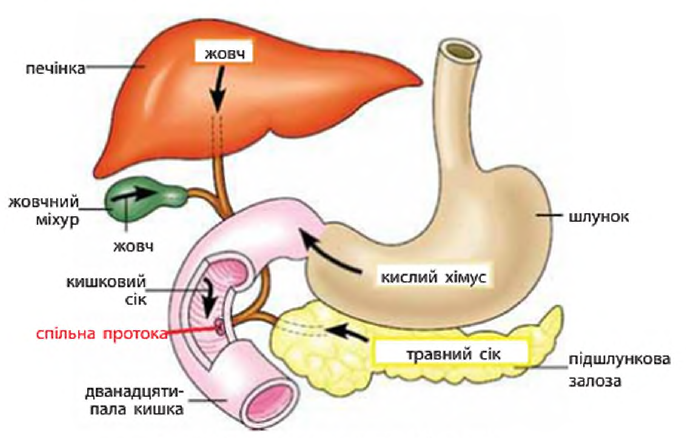 жовч
печінка
жовчний
міхур
жовч
шлунок
кислий хімус
кишковий
сік
спільна протока
травний сік
підшлункова
залоза
дванадцяти-
пала кишка